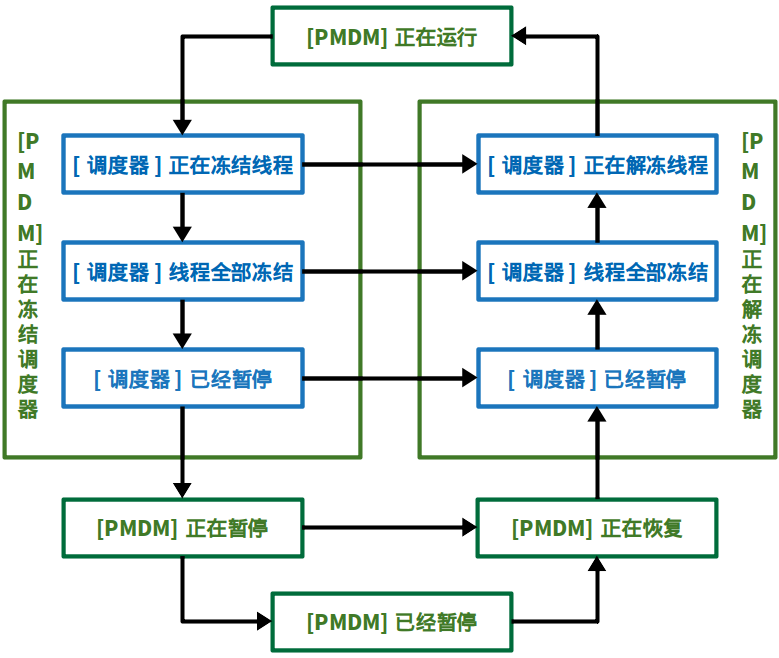 [PMDM] 正在运行
[P
M
D
M]
正
在
冻
结
调
度
器
[ 调度器 ] 正在冻结线程
[ 调度器 ] 线程全部冻结
[ 调度器 ] 已经暂停
[ 调度器 ] 正在解冻线程
[ 调度器 ] 线程全部冻结
[ 调度器 ] 已经暂停
[P
M
D
M]
正
在
解
冻
调
度
器
[PMDM] 正在暂停
[PMDM] 正在恢复
[PMDM] 已经暂停